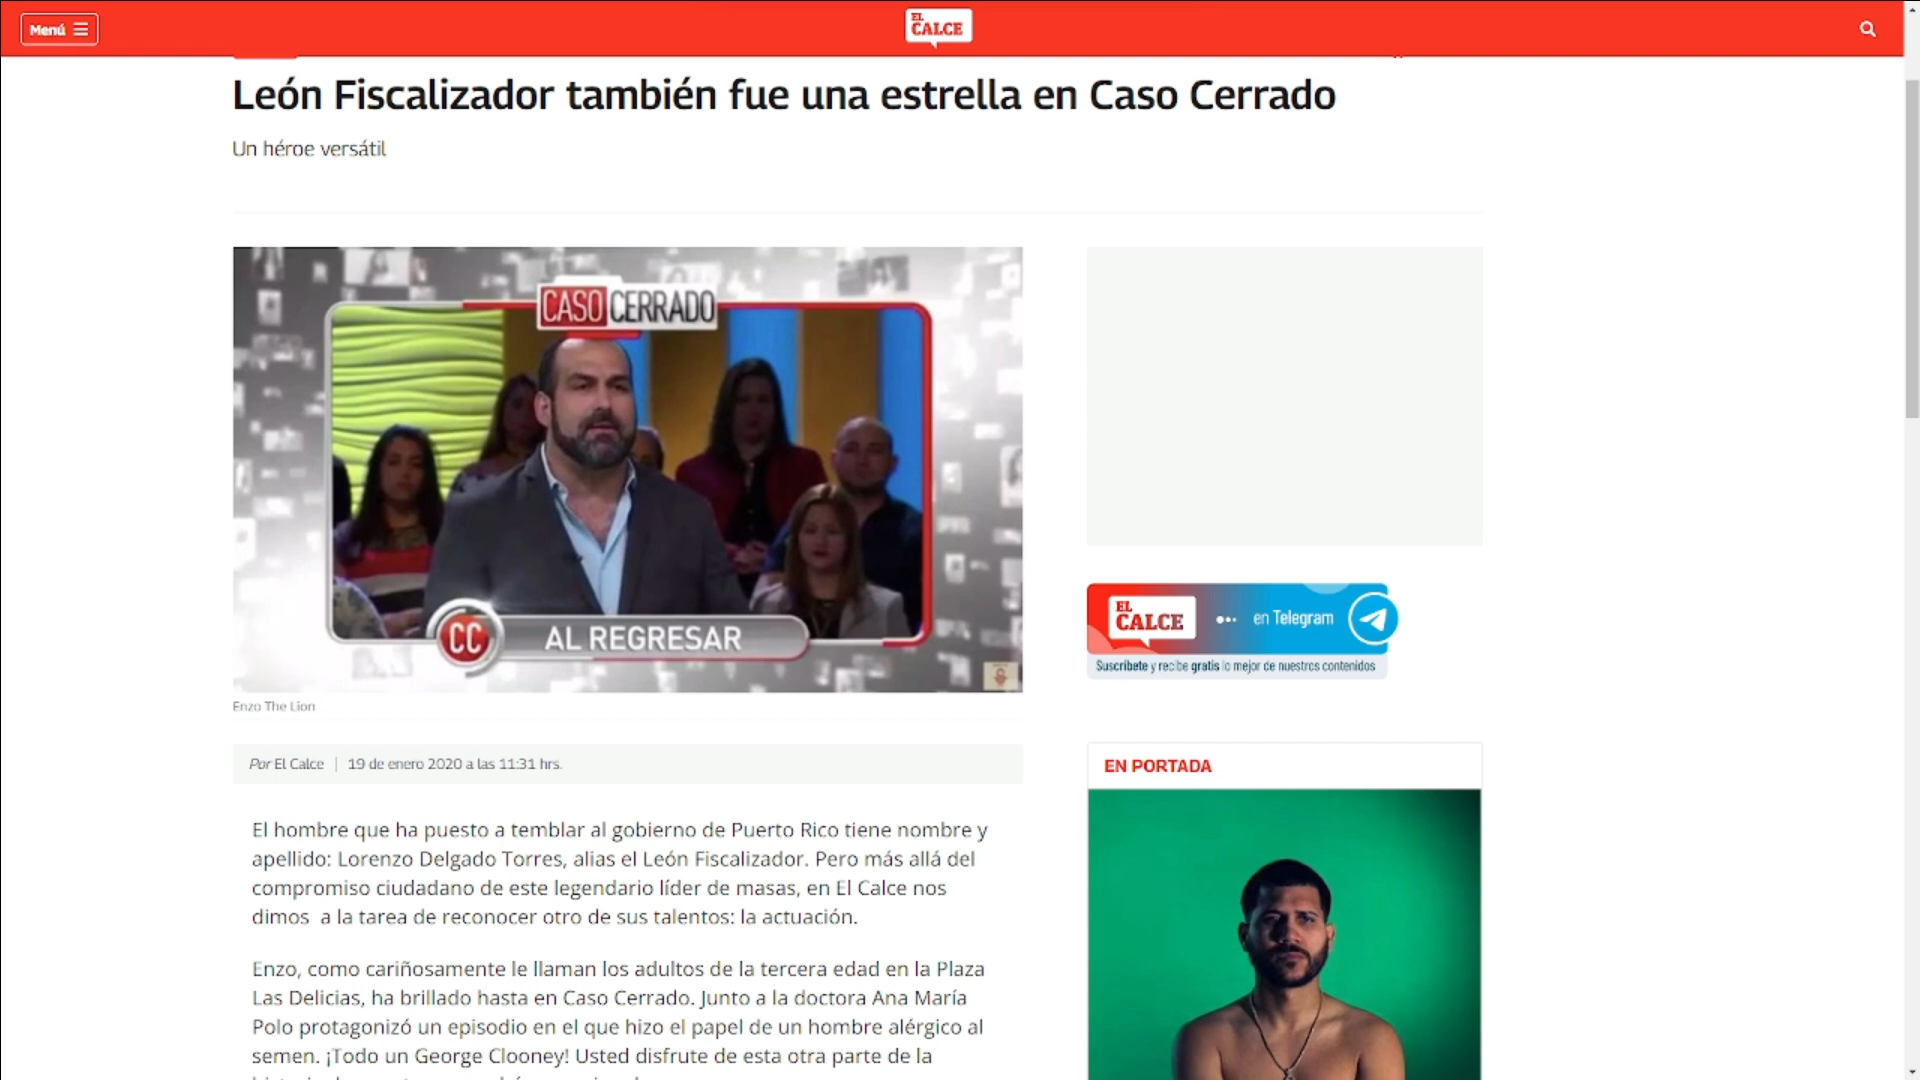 Menú
EL
CALCE
León Fiscalizador también fue una estrella en Caso Cerrado
Un héroe versátil
CASO CERRADO
CC AL REGRESAR
Enzo The Lion
Por El Calce | 19 de enero 2020 a las 11:31 hrs.
El hombre que ha puesto a temblar al gobierno de Puerto Rico tiene nombre y
apellido: Lorenzo Delgado Torres, alias el León Fiscalizador. Pero más allá del
compromiso ciudadano de este legendario líder de masas, en El Calce nos
dimos a la tarea de reconocer otro de sus talentos: la actuación.
Enzo, como cariñosamente le llaman los adultos de la tercera edad en la Plaza
Las Delicias, ha brillado hasta en Caso Cerrado. Junto a la doctora Ana María
Polo protagonizó un episodio en el que hizo el papel de un hombre alérgico al
semen. ¡Todo un George Clooney! Usted disfrute de esta otra parte de la
EL
CALCE
en Telegram
Suscríbete y recibe gratis lo mejor de nuestros contenidos
EN PORTADA